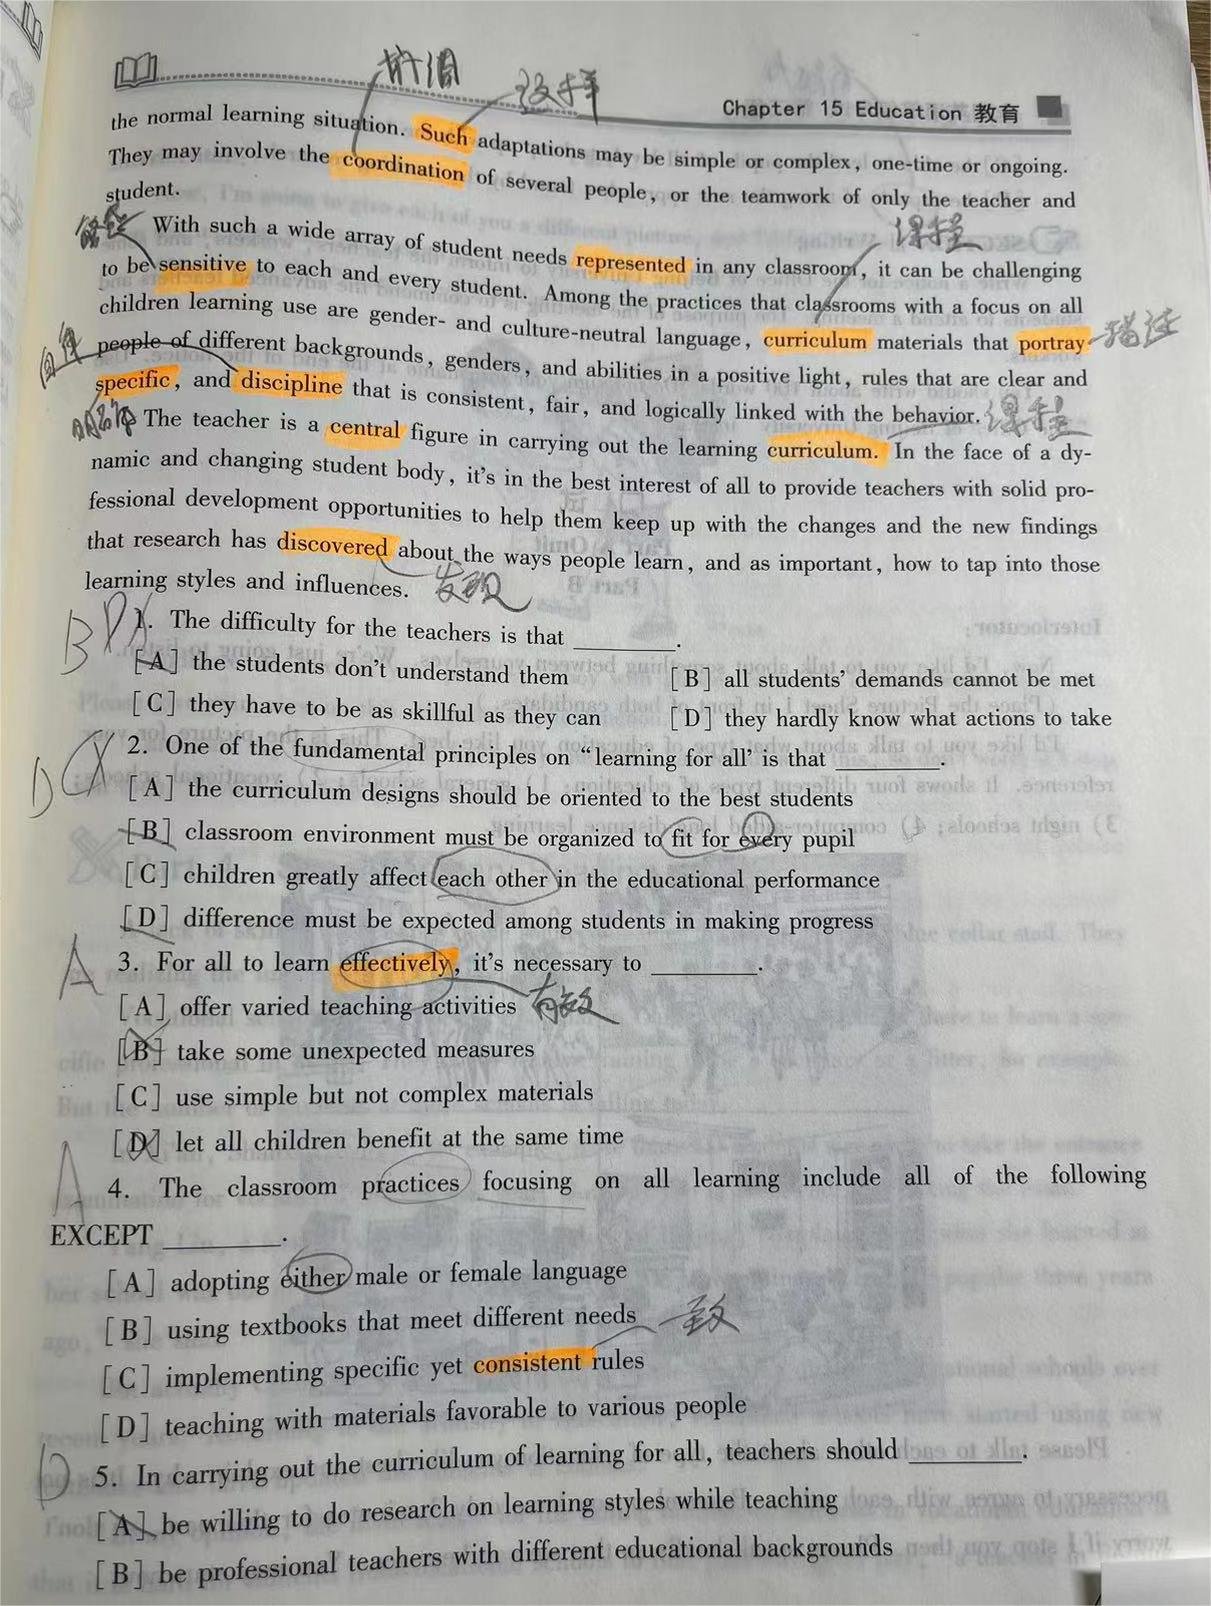 协调
这样
Chapter 15 Education 教育
the normal learning situation. Such adaptations may be simple or complex, one-time or ongoing.
They may involve the coordination of several people, or the teamwork of only the teacher and
student.
课程
With such a wide array of student needs represented in any classroom, it can be challenging
to be sensitive to each and every student. Among the practices that classrooms with a focus on all
children learning use are gender- and culture-neutral language, curriculum materials that portray
描述
people of different backgrounds, genders, and abilities in a positive light, rules that are clear and
specific, and discipline that is consistent, fair, and logically linked with the behavior.
课程
明确
The teacher is a central figure in carrying out the learning curriculum. In the face of a dy-
namic and changing student body, it's in the best interest of all to provide teachers with solid pro-
fessional development opportunities to help them keep up with the changes and the new findings
that research has discovered about the ways people learn, and as important, how to tap into those
learning styles and influences.
发现
B D
1. The difficulty for the teachers is that ________.
[A] the students don't understand them [B] all students' demands cannot be met
[C] they have to be as skillful as they can [D] they hardly know what actions to take
D C
2. One of the fundamental principles on “learning for all' is that ________.
[A] the curriculum designs should be oriented to the best students
[B] classroom environment must be organized to fit for every pupil
[C] children greatly affect each other in the educational performance
[D] difference must be expected among students in making progress
A
3. For all to learn effectively, it's necessary to ________.
[A] offer varied teaching activities
有效
[B] take some unexpected measures
[C] use simple but not complex materials
[D] let all children benefit at the same time
A
4. The classroom practices focusing on all learning include all of the following
EXCEPT ________.
[A] adopting either male or female language
[B] using textbooks that meet different needs
一致
[C] implementing specific yet consistent rules
[D] teaching with materials favorable to various people
D
5. In carrying out the curriculum of learning for all, teachers should ________.
[A] be willing to do research on learning styles while teaching
[B] be professional teachers with different educational backgrounds